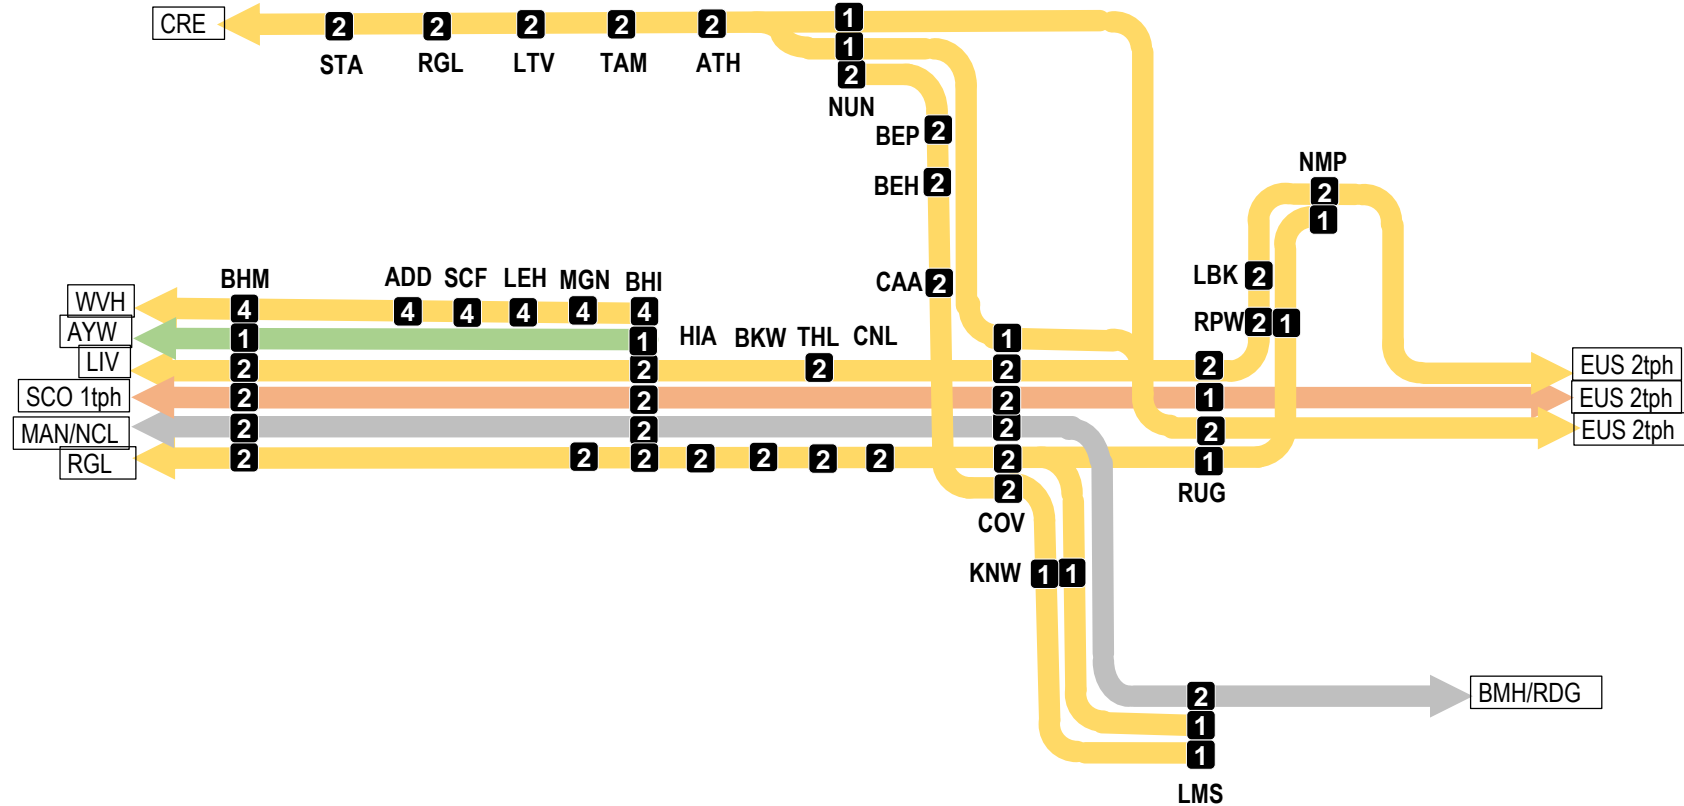 CRE
2 2 2 2 2 1
1
2
STA RGL LTV TAM ATH
NUN
BEP 2
BEH 2
NMP
2
1
CAA 2
LBK 2
RPW 2 1
BHM ADD SCF LEH MGN BHI
WVH 4 4 4 4 4 4
AYW 1 1 HIA BKW THL CNL 1
LIV 2 2 2 2 2 EUS 2tph
SCO 1tph 2 2 2 1 EUS 2tph
MAN/NCL 2 2 2 2 EUS 2tph
RGL 2 2 2 2 2 2 2 2 1
2
RUG
COV
KNW 1 1
2 BMH/RDG
1
1
LMS